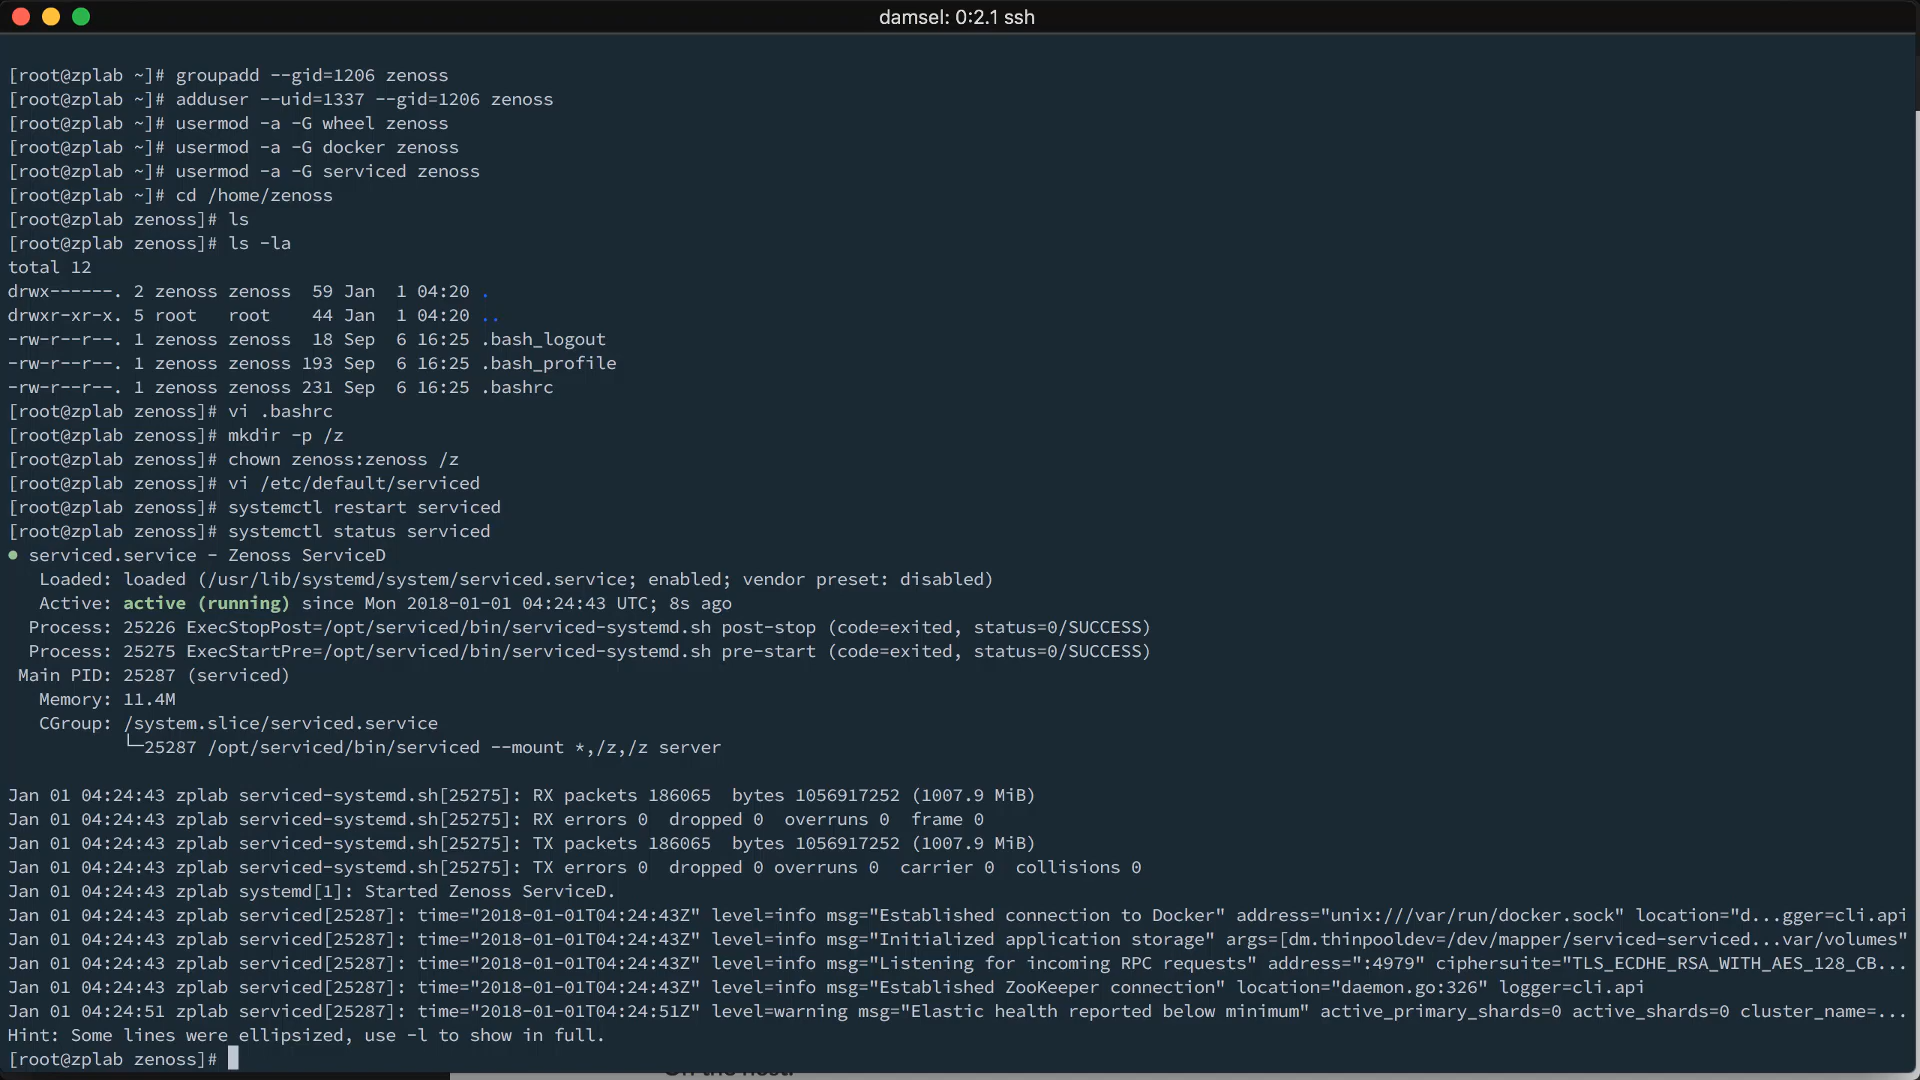 damsel: 0:2.1 ssh
[root@zplab ~]# groupadd --gid=1206 zenoss
[root@zplab ~]# adduser --uid=1337 --gid=1206 zenoss
[root@zplab ~]# usermod -a -G wheel zenoss
[root@zplab ~]# usermod -a -G docker zenoss
[root@zplab ~]# usermod -a -G serviced zenoss
[root@zplab ~]# cd /home/zenoss
[root@zplab zenoss]# ls
[root@zplab zenoss]# ls -la
total 12
drwx------. 2 zenoss zenoss  59 Jan  1 04:20 .
drwxr-xr-x. 5 root   root    44 Jan  1 04:20 ..
-rw-r--r--. 1 zenoss zenoss  18 Sep  6 16:25 .bash_logout
-rw-r--r--. 1 zenoss zenoss 193 Sep  6 16:25 .bash_profile
-rw-r--r--. 1 zenoss zenoss 231 Sep  6 16:25 .bashrc
[root@zplab zenoss]# vi .bashrc
[root@zplab zenoss]# mkdir -p /z
[root@zplab zenoss]# chown zenoss:zenoss /z
[root@zplab zenoss]# vi /etc/default/serviced
[root@zplab zenoss]# systemctl restart serviced
[root@zplab zenoss]# systemctl status serviced
● serviced.service - Zenoss ServiceD
   Loaded: loaded (/usr/lib/systemd/system/serviced.service; enabled; vendor preset: disabled)
   Active: active (running) since Mon 2018-01-01 04:24:43 UTC; 8s ago
  Process: 25226 ExecStopPost=/opt/serviced/bin/serviced-systemd.sh post-stop (code=exited, status=0/SUCCESS)
  Process: 25275 ExecStartPre=/opt/serviced/bin/serviced-systemd.sh pre-start (code=exited, status=0/SUCCESS)
 Main PID: 25287 (serviced)
   Memory: 11.4M
   CGroup: /system.slice/serviced.service
           └─25287 /opt/serviced/bin/serviced --mount *,/z,/z server
Jan 01 04:24:43 zplab serviced-systemd.sh[25275]: RX packets 186065  bytes 1056917252 (1007.9 MiB)
Jan 01 04:24:43 zplab serviced-systemd.sh[25275]: RX errors 0  dropped 0  overruns 0  frame 0
Jan 01 04:24:43 zplab serviced-systemd.sh[25275]: TX packets 186065  bytes 1056917252 (1007.9 MiB)
Jan 01 04:24:43 zplab serviced-systemd.sh[25275]: TX errors 0  dropped 0 overruns 0  carrier 0  collisions 0
Jan 01 04:24:43 zplab systemd[1]: Started Zenoss ServiceD.
Jan 01 04:24:43 zplab serviced[25287]: time="2018-01-01T04:24:43Z" level=info msg="Established connection to Docker" address="unix:///var/run/docker.sock" location="d...gger=cli.api
Jan 01 04:24:43 zplab serviced[25287]: time="2018-01-01T04:24:43Z" level=info msg="Initialized application storage" args=[dm.thinpooldev=/dev/mapper/serviced-serviced...var/volumes"
Jan 01 04:24:43 zplab serviced[25287]: time="2018-01-01T04:24:43Z" level=info msg="Listening for incoming RPC requests" address=":4979" ciphersuite="TLS_ECDHE_RSA_WITH_AES_128_CB...
Jan 01 04:24:43 zplab serviced[25287]: time="2018-01-01T04:24:43Z" level=info msg="Established ZooKeeper connection" location="daemon.go:326" logger=cli.api
Jan 01 04:24:51 zplab serviced[25287]: time="2018-01-01T04:24:51Z" level=warning msg="Elastic health reported below minimum" active_primary_shards=0 active_shards=0 cluster_name=...
Hint: Some lines were ellipsized, use -l to show in full.
[root@zplab zenoss]#